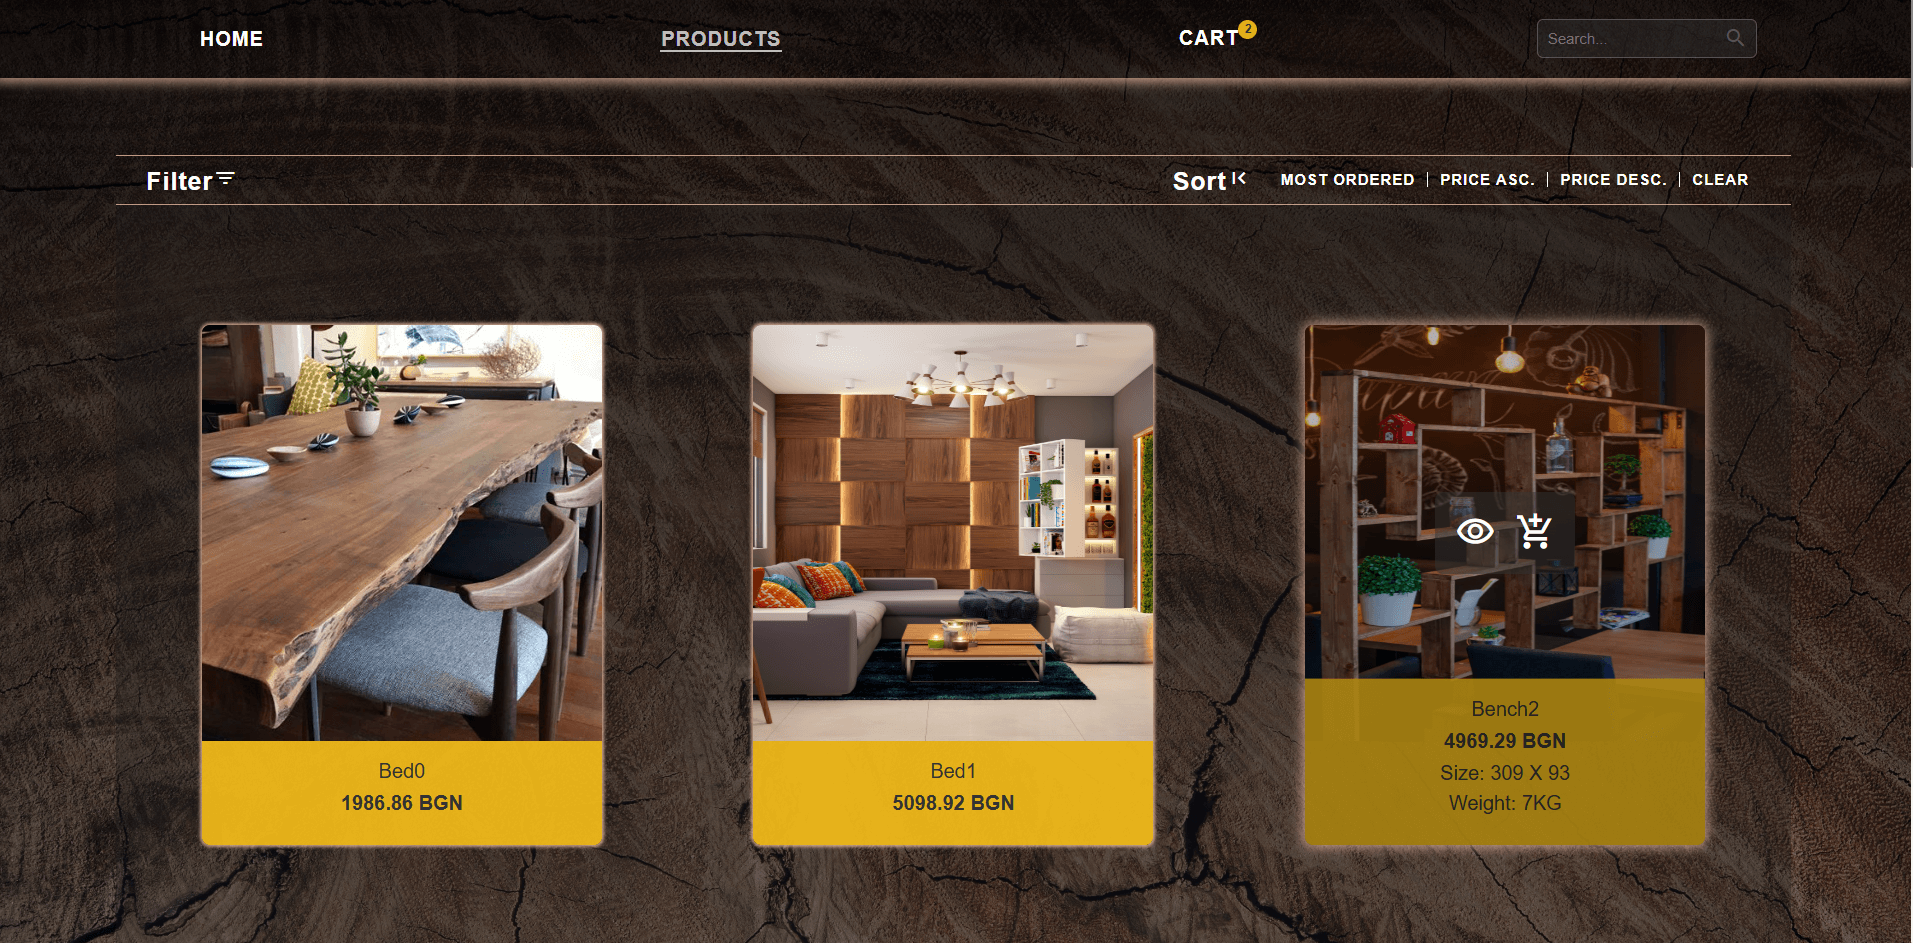 HOME
PRODUCTS
CART 2
Search...
Filter
Sort
MOST ORDERED | PRICE ASC. | PRICE DESC. | CLEAR
Bed0
1986.86 BGN
Bed1
5098.92 BGN
Bench2
4969.29 BGN
Size: 309 X 93
Weight: 7KG